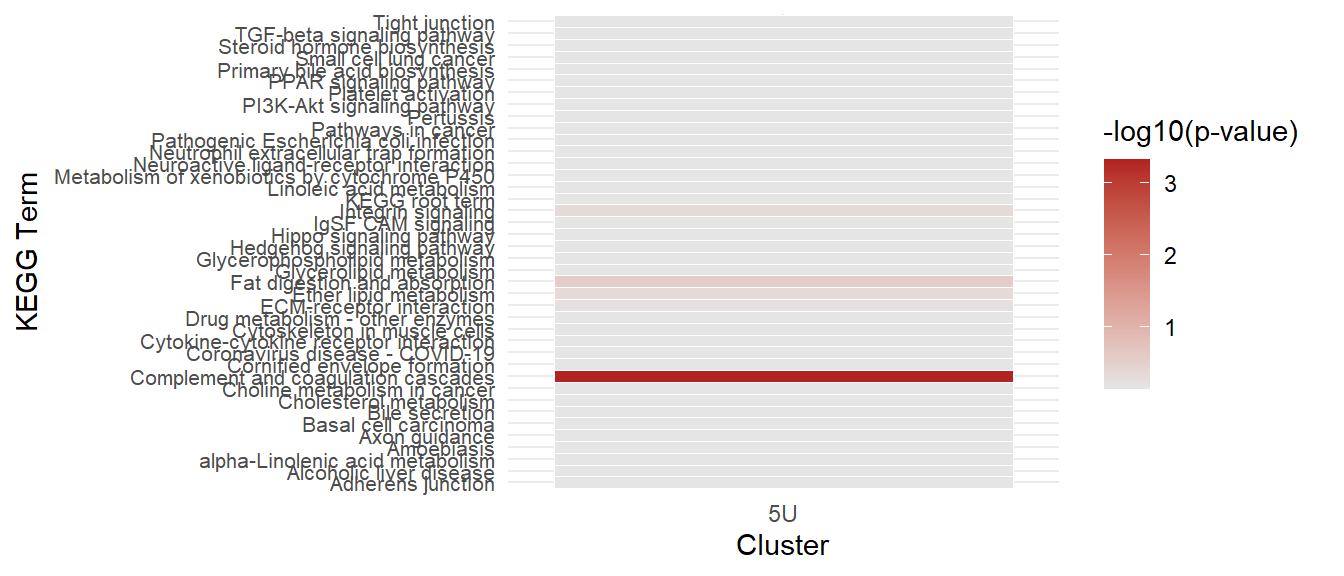 KEGG Term
Tight junction
TGF-beta signaling pathway
Steroid hormone biosynthesis
Small cell lung cancer
Primary bile acid biosynthesis
PPAR signaling pathway
Platelet activation
PI3K-Akt signaling pathway
Pertussis
Pathways in cancer
Pathogenic Escherichia coli infection
Neutrophil extracellular trap formation
Neuroactive ligand-receptor interaction
Metabolism of xenobiotics by cytochrome P450
Linoleic acid metabolism
KEGG root term
Integrin signaling
IgSF CAM signaling
Hippo signaling pathway
Hedgehog signaling pathway
Glycerophospholipid metabolism
Glycerolipid metabolism
Fat digestion and absorption
Ether lipid metabolism
ECM-receptor interaction
Drug metabolism - other enzymes
Cytoskeleton in muscle cells
Cytokine-cytokine receptor interaction
Coronavirus disease - COVID-19
Cornified envelope formation
Complement and coagulation cascades
Choline metabolism in cancer
Cholesterol metabolism
Bile secretion
Basal cell carcinoma
Axon guidance
Amoebiasis
alpha-Linolenic acid metabolism
Alcoholic liver disease
Adherens junction
5U
Cluster
-log10(p-value)
3
2
1